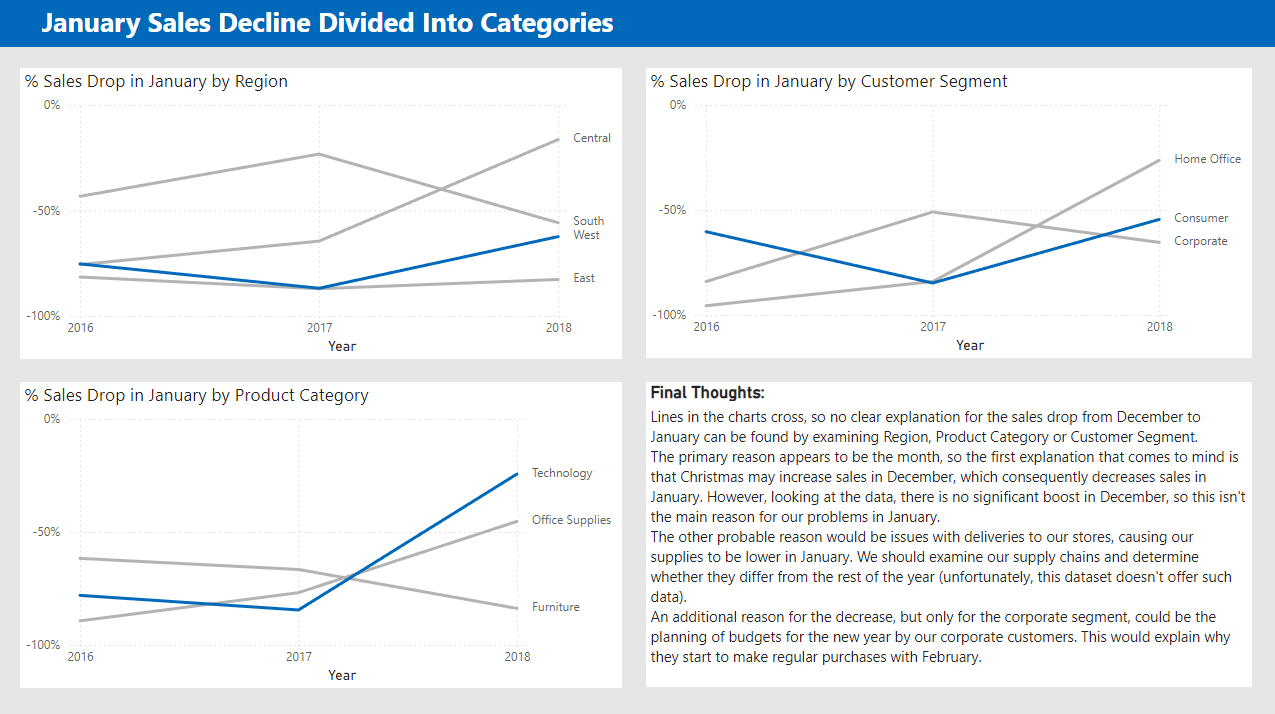 January Sales Decline Divided Into Categories
% Sales Drop in January by Region
0%
-50%
-100%
Central
South
West
East
2016 2017 2018
Year
% Sales Drop in January by Customer Segment
0%
-50%
-100%
Home Office
Consumer
Corporate
2016 2017 2018
Year
% Sales Drop in January by Product Category
0%
-50%
-100%
Technology
Office Supplies
Furniture
2016 2017 2018
Year
Final Thoughts:
Lines in the charts cross, so no clear explanation for the sales drop from December to
January can be found by examining Region, Product Category or Customer Segment.
The primary reason appears to be the month, so the first explanation that comes to mind is
that Christmas may increase sales in December, which consequently decreases sales in
January. However, looking at the data, there is no significant boost in December, so this isn't
the main reason for our problems in January.
The other probable reason would be issues with deliveries to our stores, causing our
supplies to be lower in January. We should examine our supply chains and determine
whether they differ from the rest of the year (unfortunately, this dataset doesn't offer such
data).
An additional reason for the decrease, but only for the corporate segment, could be the
planning of budgets for the new year by our corporate customers. This would explain why
they start to make regular purchases with February.